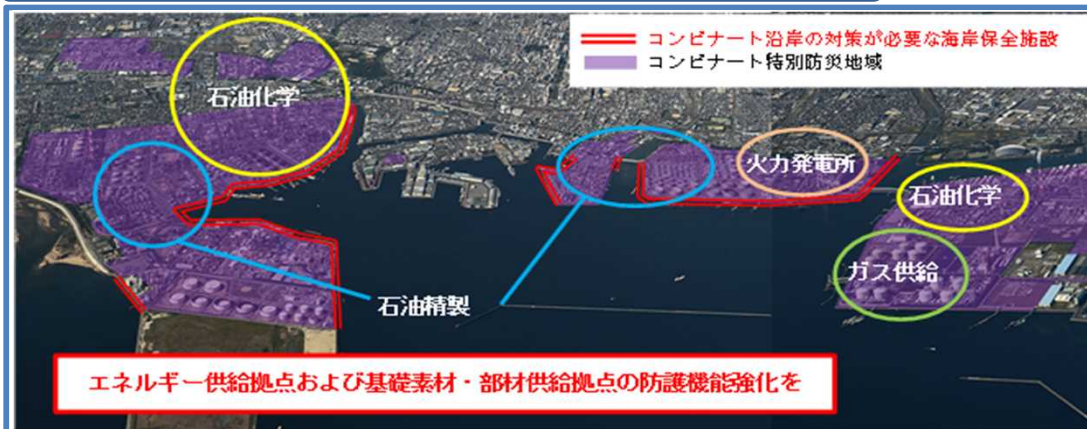 コンビナート沿岸の対策が必要な海岸保全施設
コンビナート特別防災地域
石油化学
火力発電所
石油化学
ガス供給
石油精製
エネルギー供給拠点および基礎素材・部材供給拠点の防護機能強化を